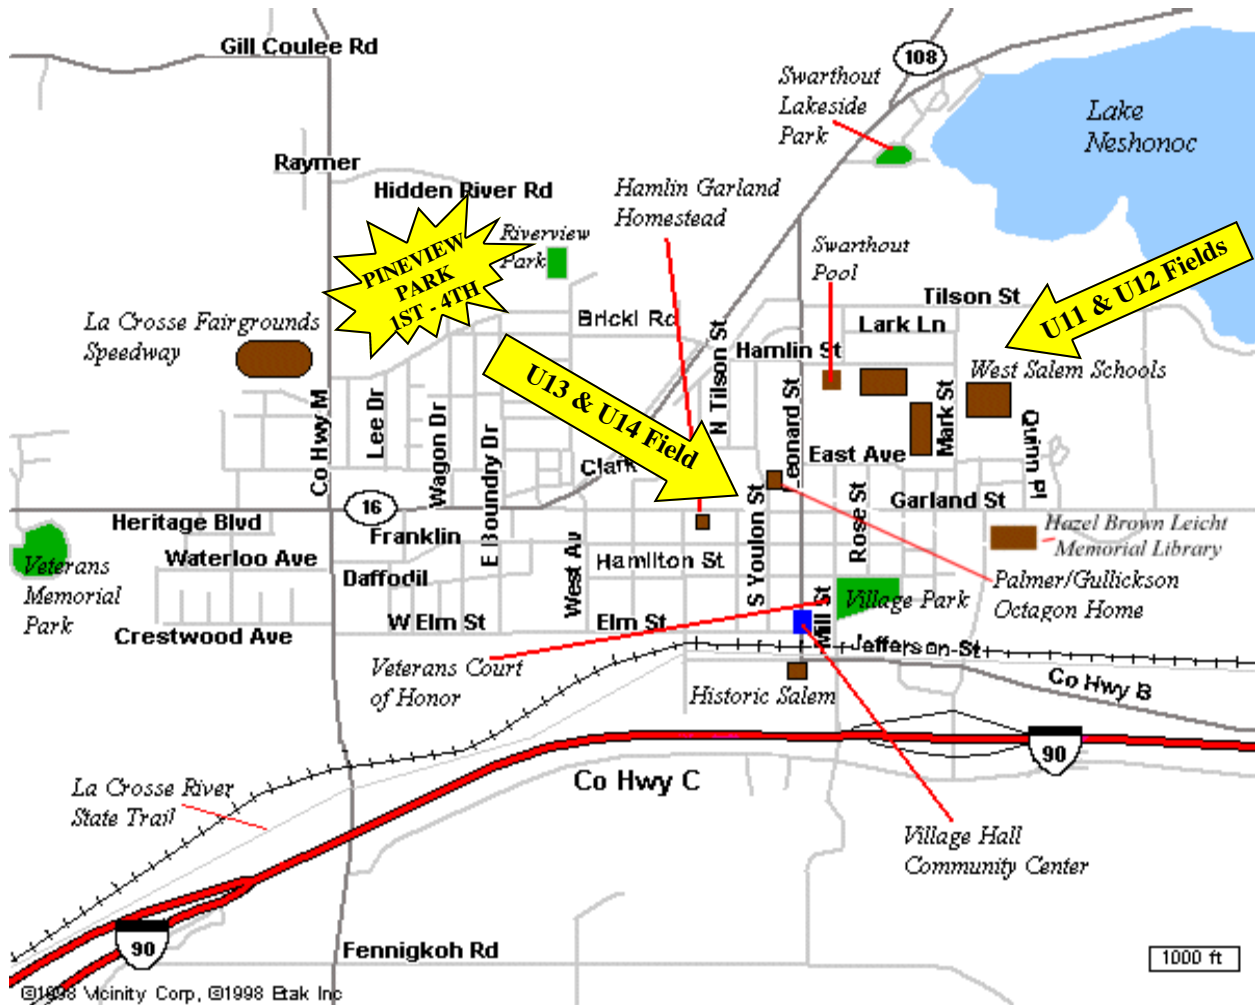 Gill Coulee Rd
108
Swarthout
Lakeside
Park
Lake
Neshonoc
Raymer
Hidden River Rd
Hamlin Garland
Homestead
Riverview
Park
Swarthout
Pool
PINEVIEW
PARK
1ST - 4TH
U11 & U12 Fields
Tilson St
Lark Ln
La Crosse Fairgrounds
Speedway
Brickl Rd
Hamlin St
N Tilson St
West Salem Schools
U13 & U14 Field
Co Hwy M
Lee Dr
Wagon Dr
E Boundry Dr
Leonard St
Mark St
Quinn Pl
Clark
East Ave
16
Heritage Blvd
Franklin
S Youlon St
Rose St
Garland St
Hazel Brown Leicht
Memorial Library
Waterloo Ave
Daffodil
West Av
Hamilton St
Veterans
Memorial
Park
Palmer/Gullickson
Octagon Home
Village Park
Mill St
Crestwood Ave
W Elm St
Elm St
Jefferson St
Veterans Court
of Honor
Historic Salem
Co Hwy B
90
Co Hwy C
La Crosse River
State Trail
Village Hall
Community Center
90
Fennigkoh Rd
1000 ft
©1998 Vicinity Corp, ©1998 Etak Inc